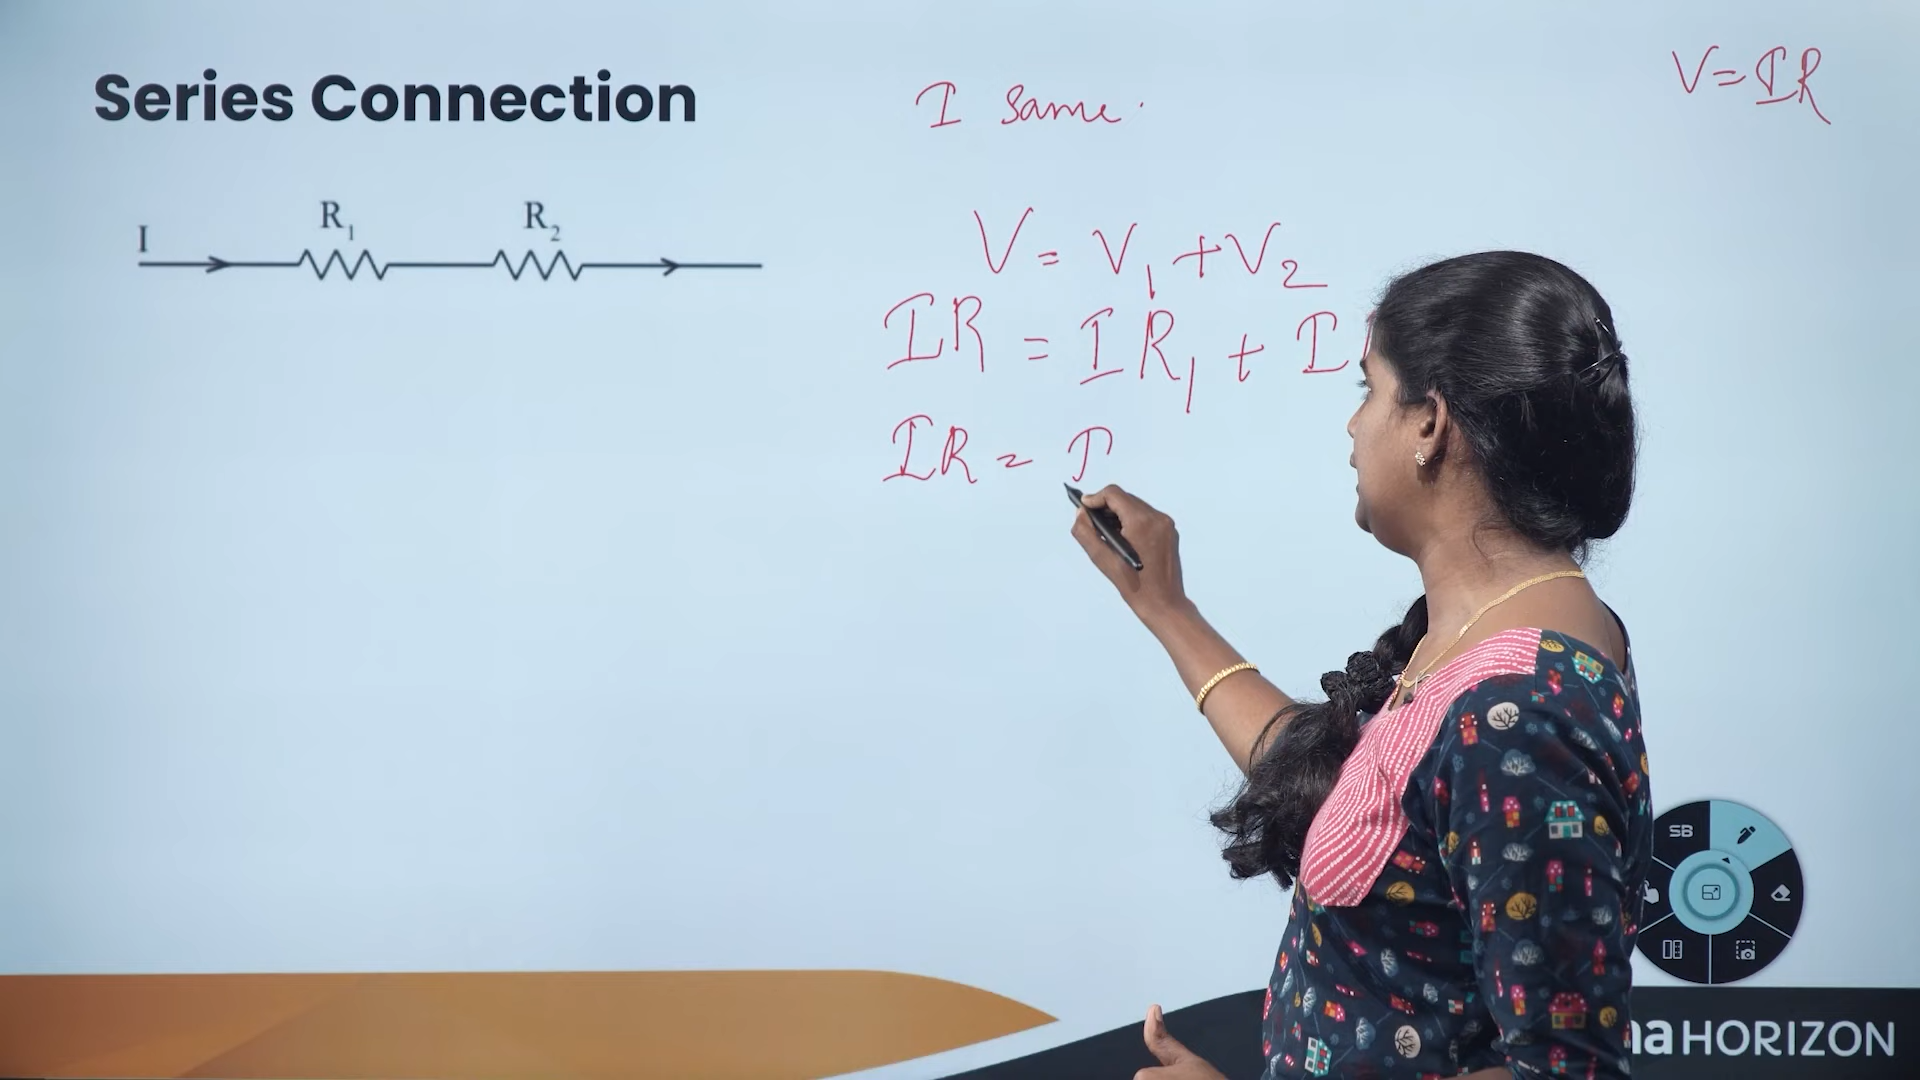 Series Connection
I same.
V=IR
I R₁ R₂
V = V₁ + V₂
IR = IR₁ + I
IR = I
SB
HORIZON